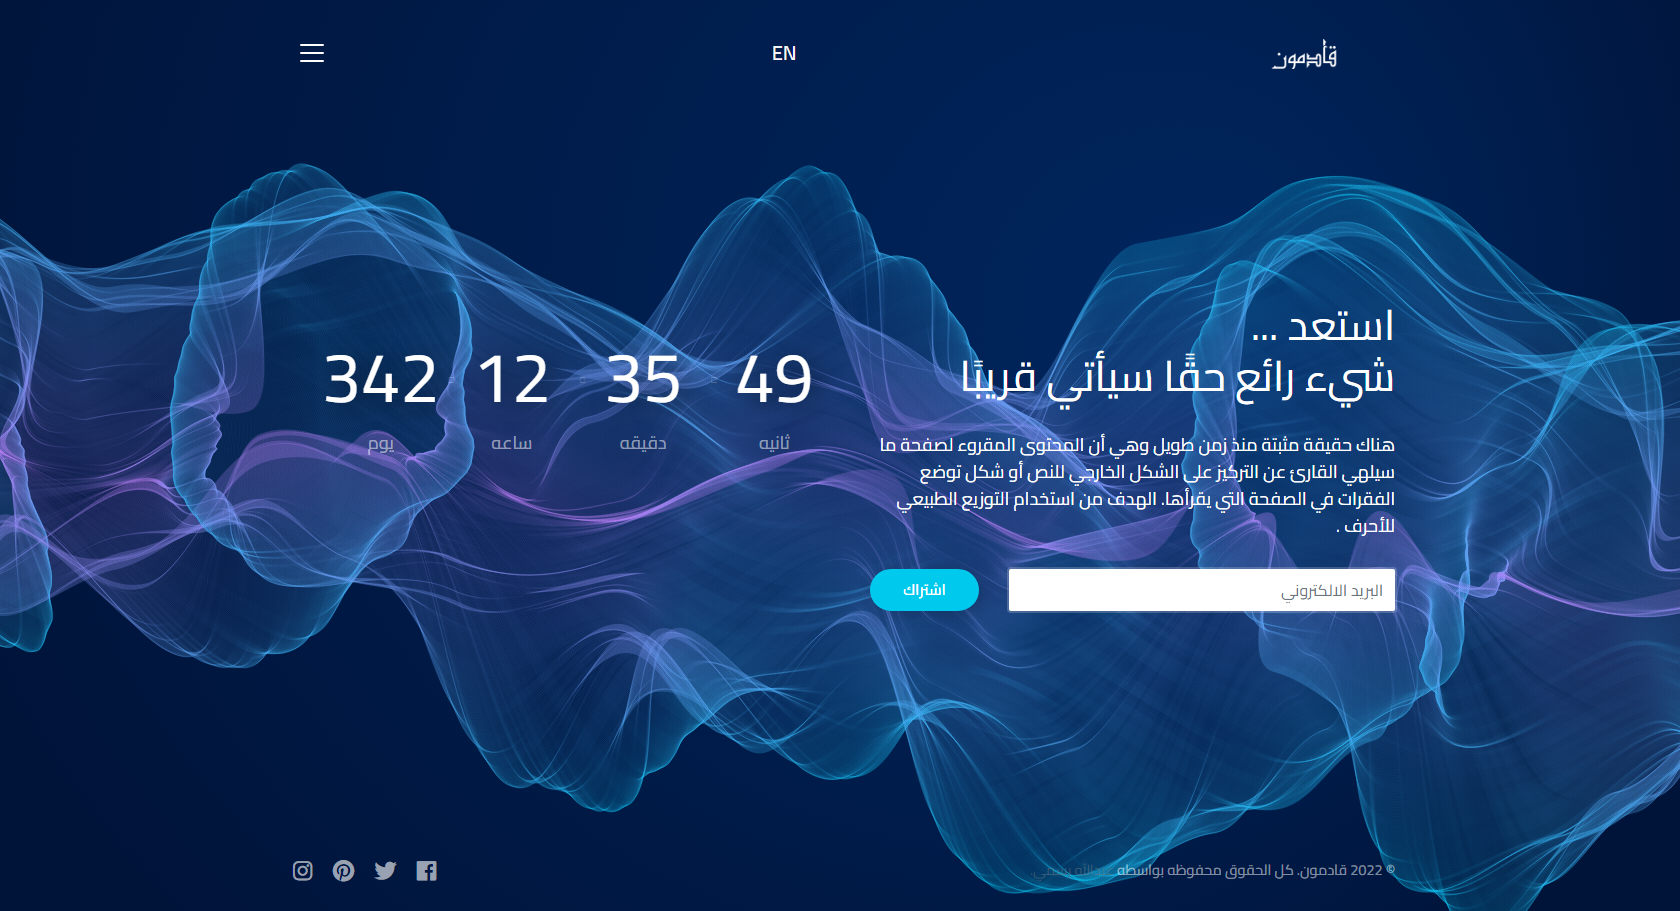 قادمون
EN
استعد ...
شيء رائع حقًا سيأتي قريبًا
هناك حقيقة مثبتة منذ زمن طويل وهي أن المحتوى المقروء لصفحة ما
سيلهي القارئ عن التركيز على الشكل الخارجي للنص أو شكل توضع
الفقرات في الصفحة التي يقرأها. الهدف من استخدام التوزيع الطبيعي
للأحرف .
البريد الالكتروني
اشتراك
49 : 35 : 12 : 342
ثانيه
دقيقه
ساعه
يوم
© 2022 قادمون. كل الحقوق محفوظه بواسطه